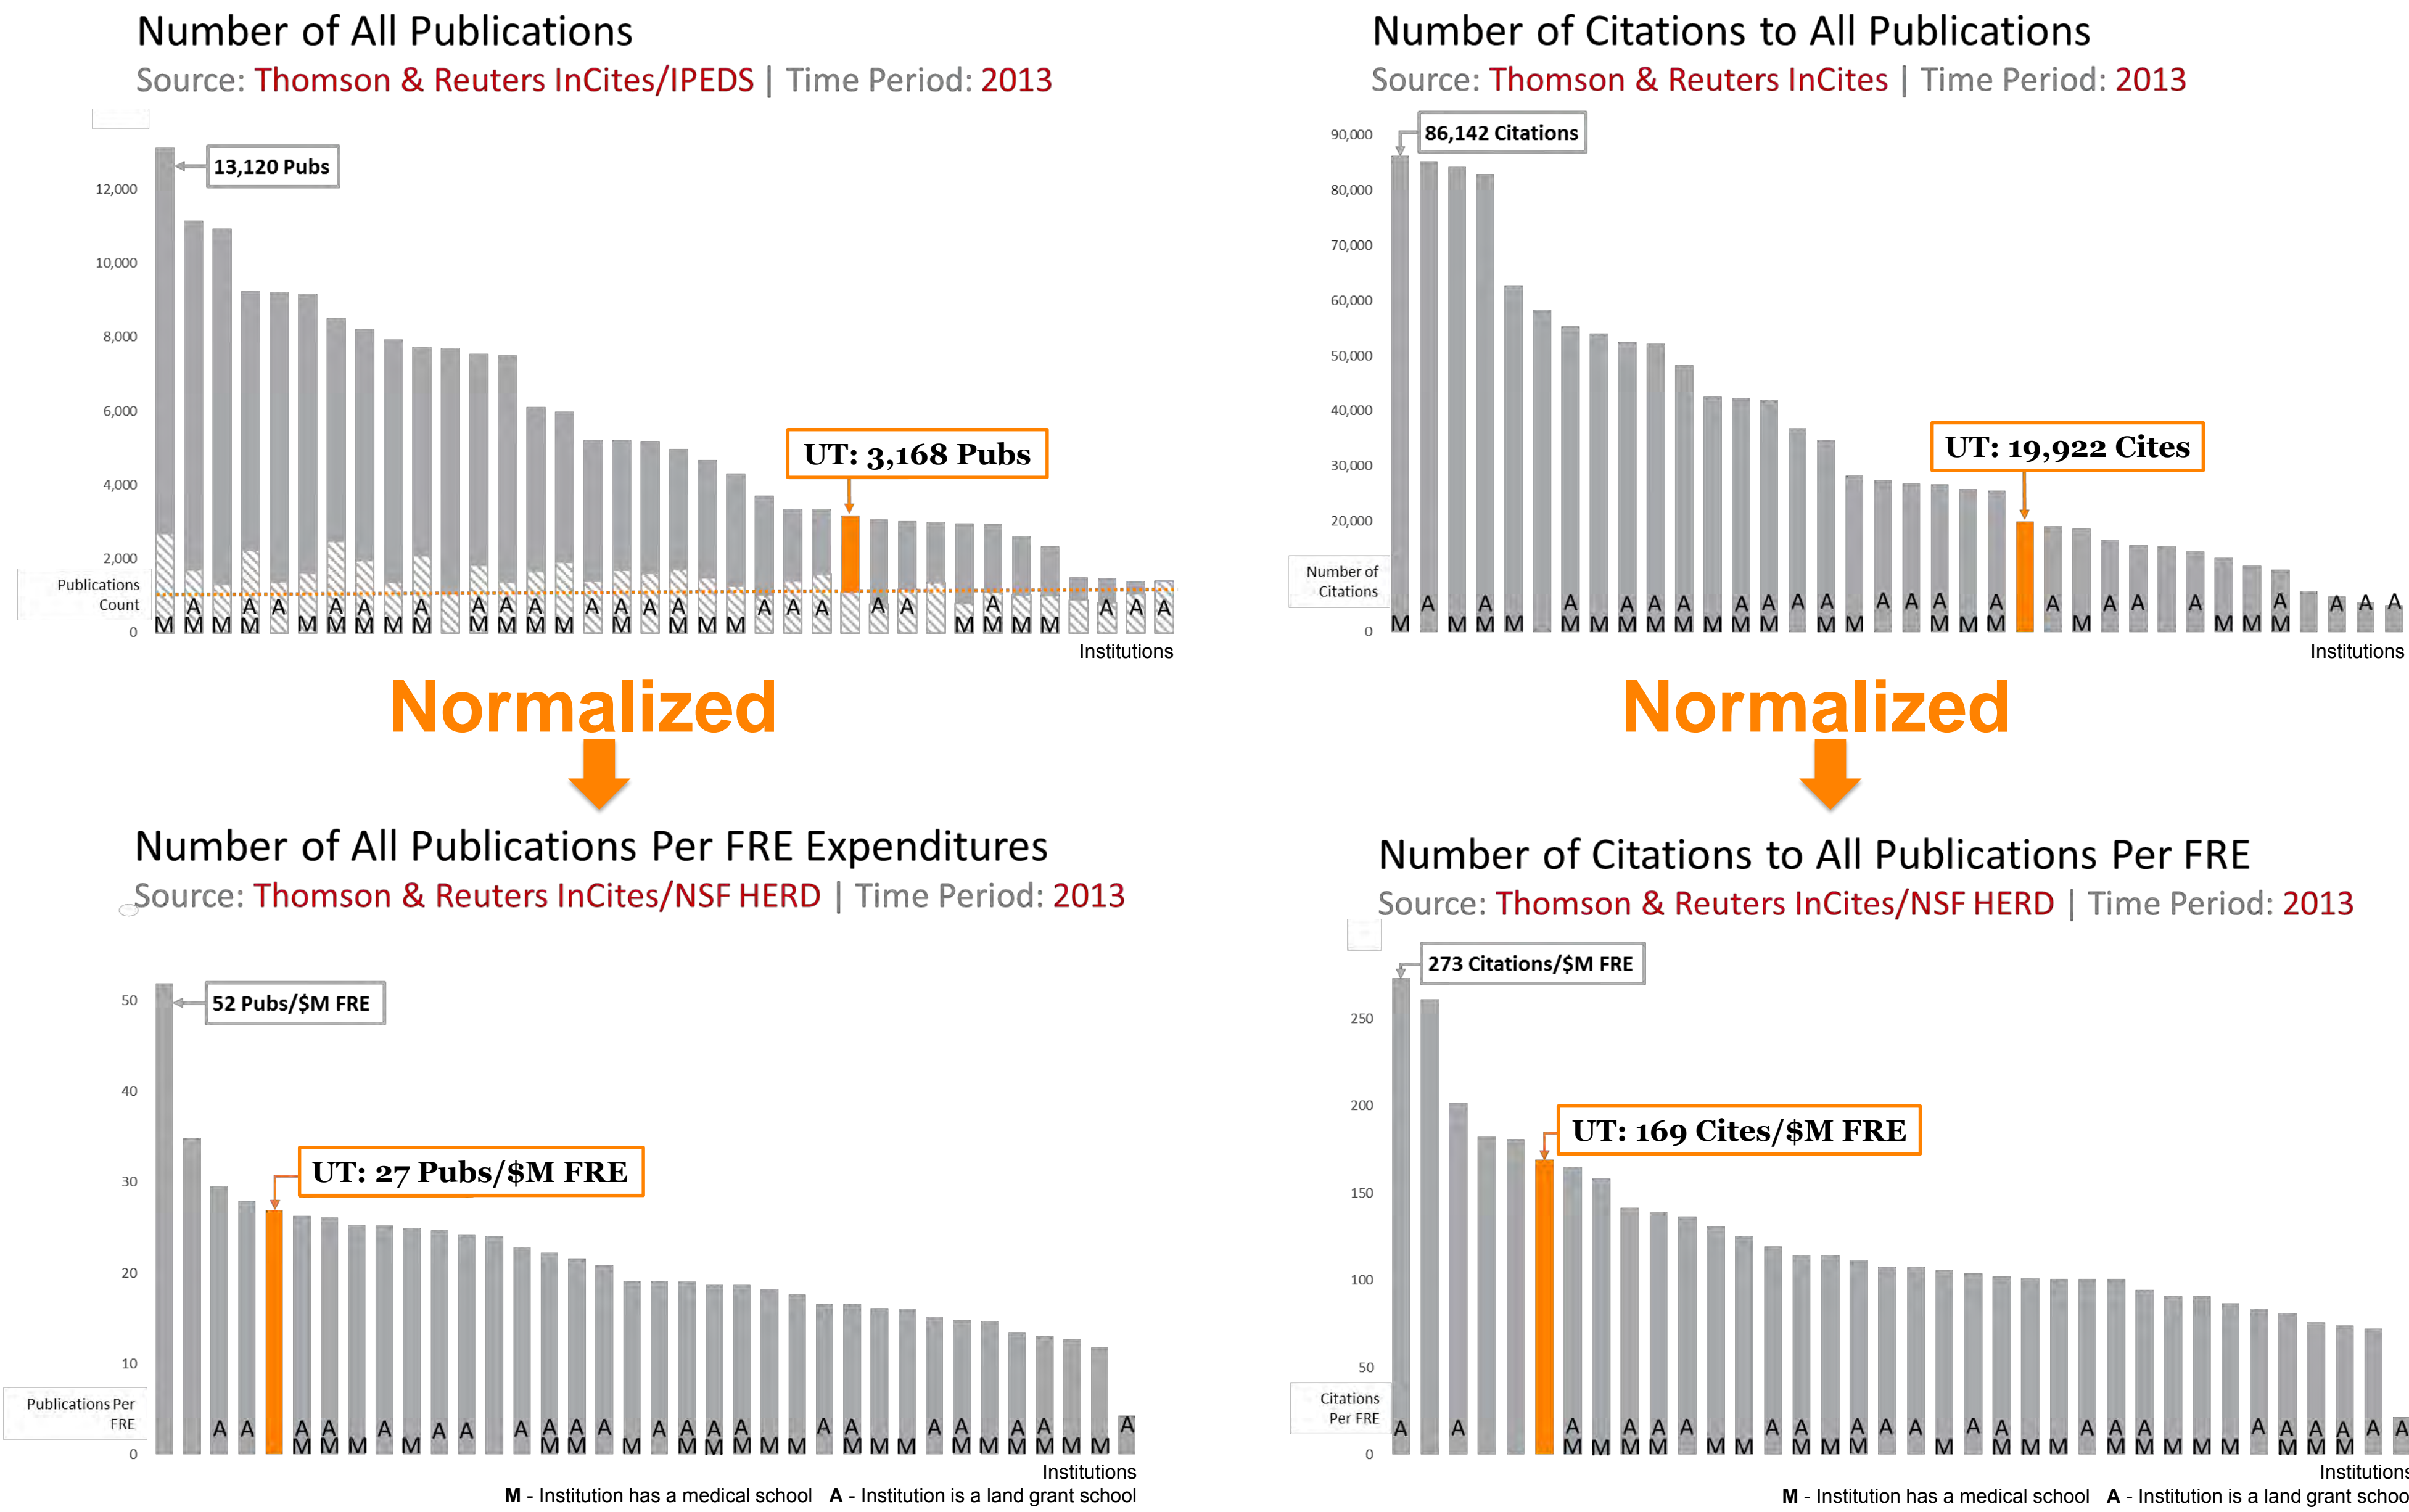 Number of All Publications
Source: Thomson & Reuters InCites/IPEDS | Time Period: 2013
13,120 Pubs
12,000
10,000
8,000
6,000
4,000
2,000
0
UT: 3,168 Pubs
Publications
Count
A A A A A A A A A A A A A A A A A A A A A
M M M M M M M M M M M M M M M M M M M M M
Institutions
Number of Citations to All Publications
Source: Thomson & Reuters InCites | Time Period: 2013
90,000
86,142 Citations
80,000
70,000
60,000
50,000
40,000
30,000
20,000
0
UT: 19,922 Cites
Number of
Citations
Institutions
Normalized
Normalized
Number of All Publications Per FRE Expenditures
Source: Thomson & Reuters InCites/NSF HERD | Time Period: 2013
52 Pubs/$M FRE
50
40
30
20
10
0
UT: 27 Pubs/$M FRE
Publications Per
FRE
Institutions
M - Institution has a medical school A - Institution is a land grant school
Number of Citations to All Publications Per FRE
Source: Thomson & Reuters InCites/NSF HERD | Time Period: 2013
273 Citations/$M FRE
250
200
150
100
50
0
UT: 169 Cites/$M FRE
Citations
Per FRE
Institutions
M - Institution has a medical school A - Institution is a land grant school